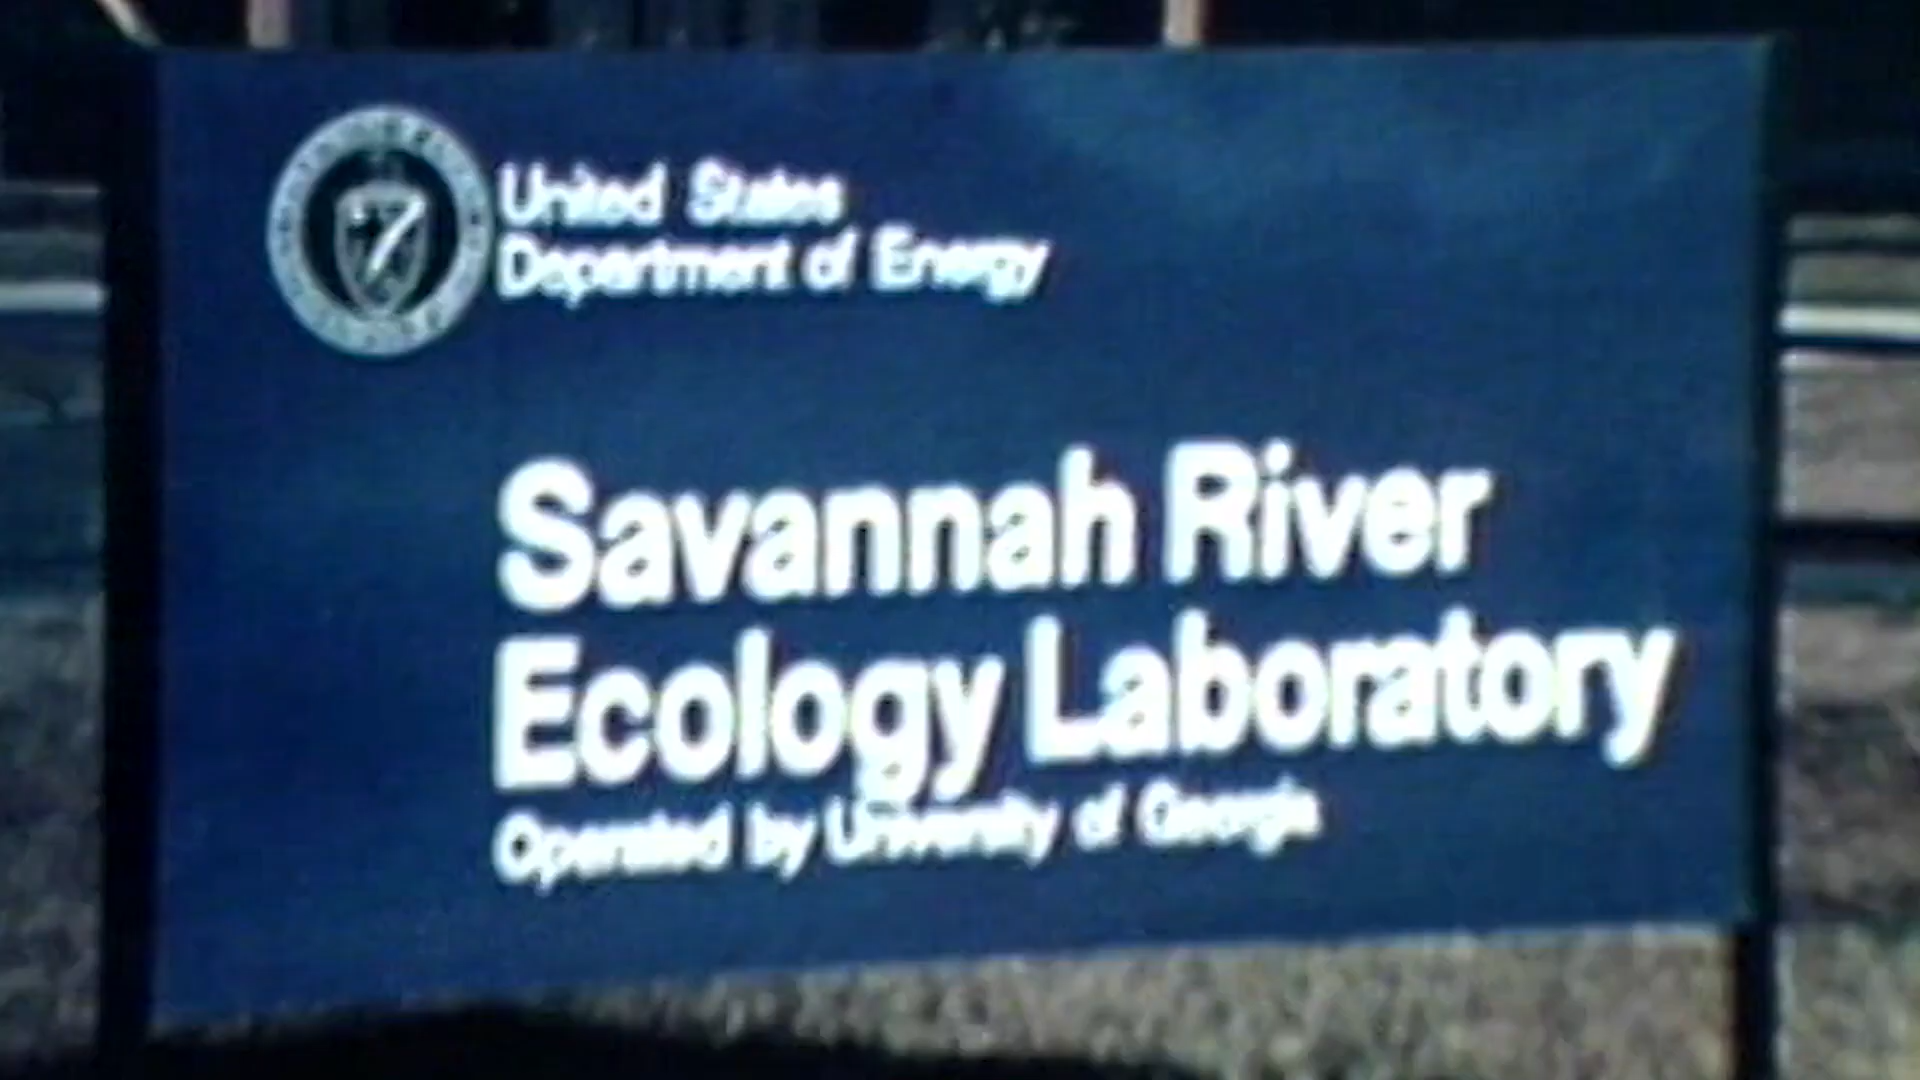 United States
Department of Energy
Savannah River
Ecology Laboratory
Operated by University of Georgia